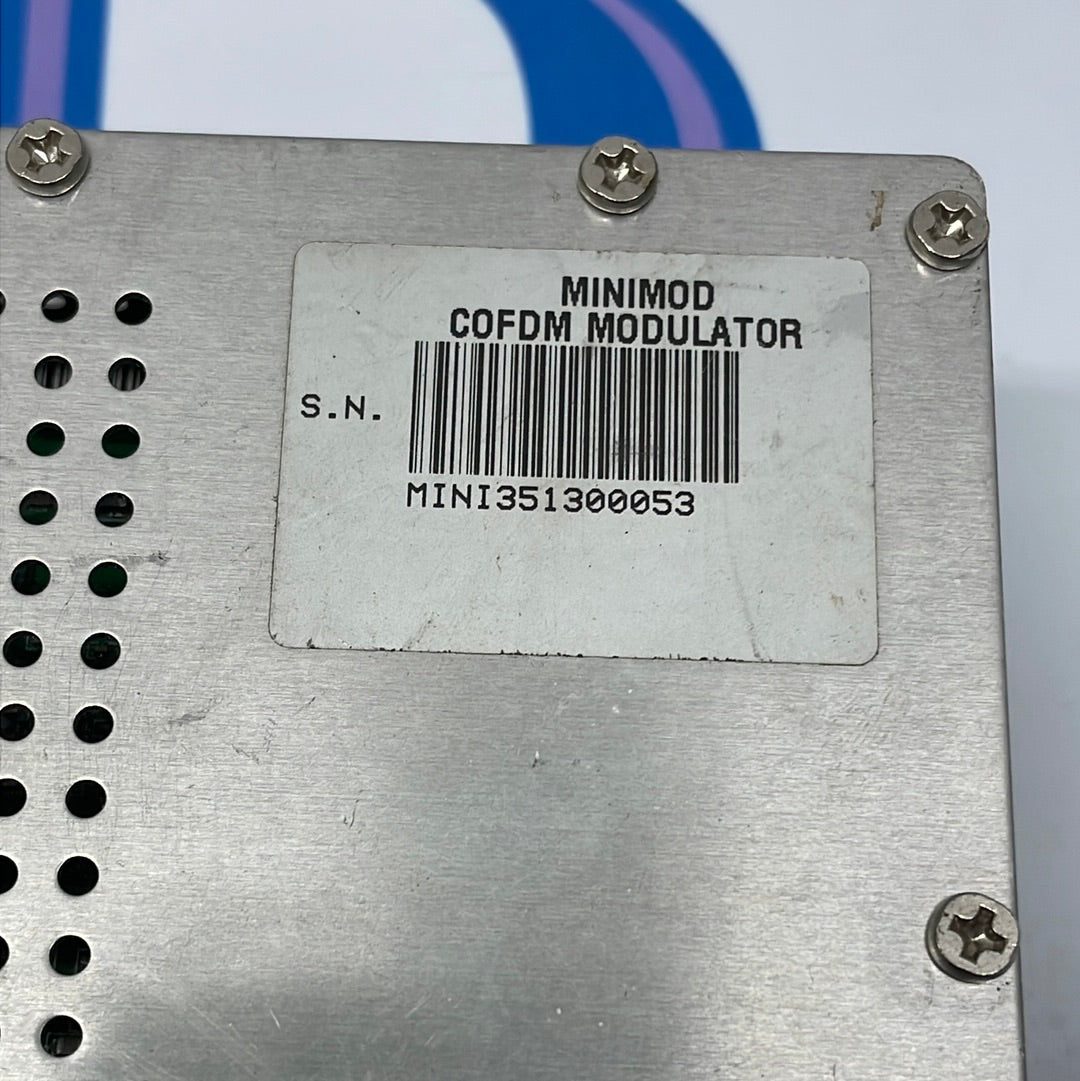 MINIMOD
COFDM MODULATOR
S.N.
MINI351300053